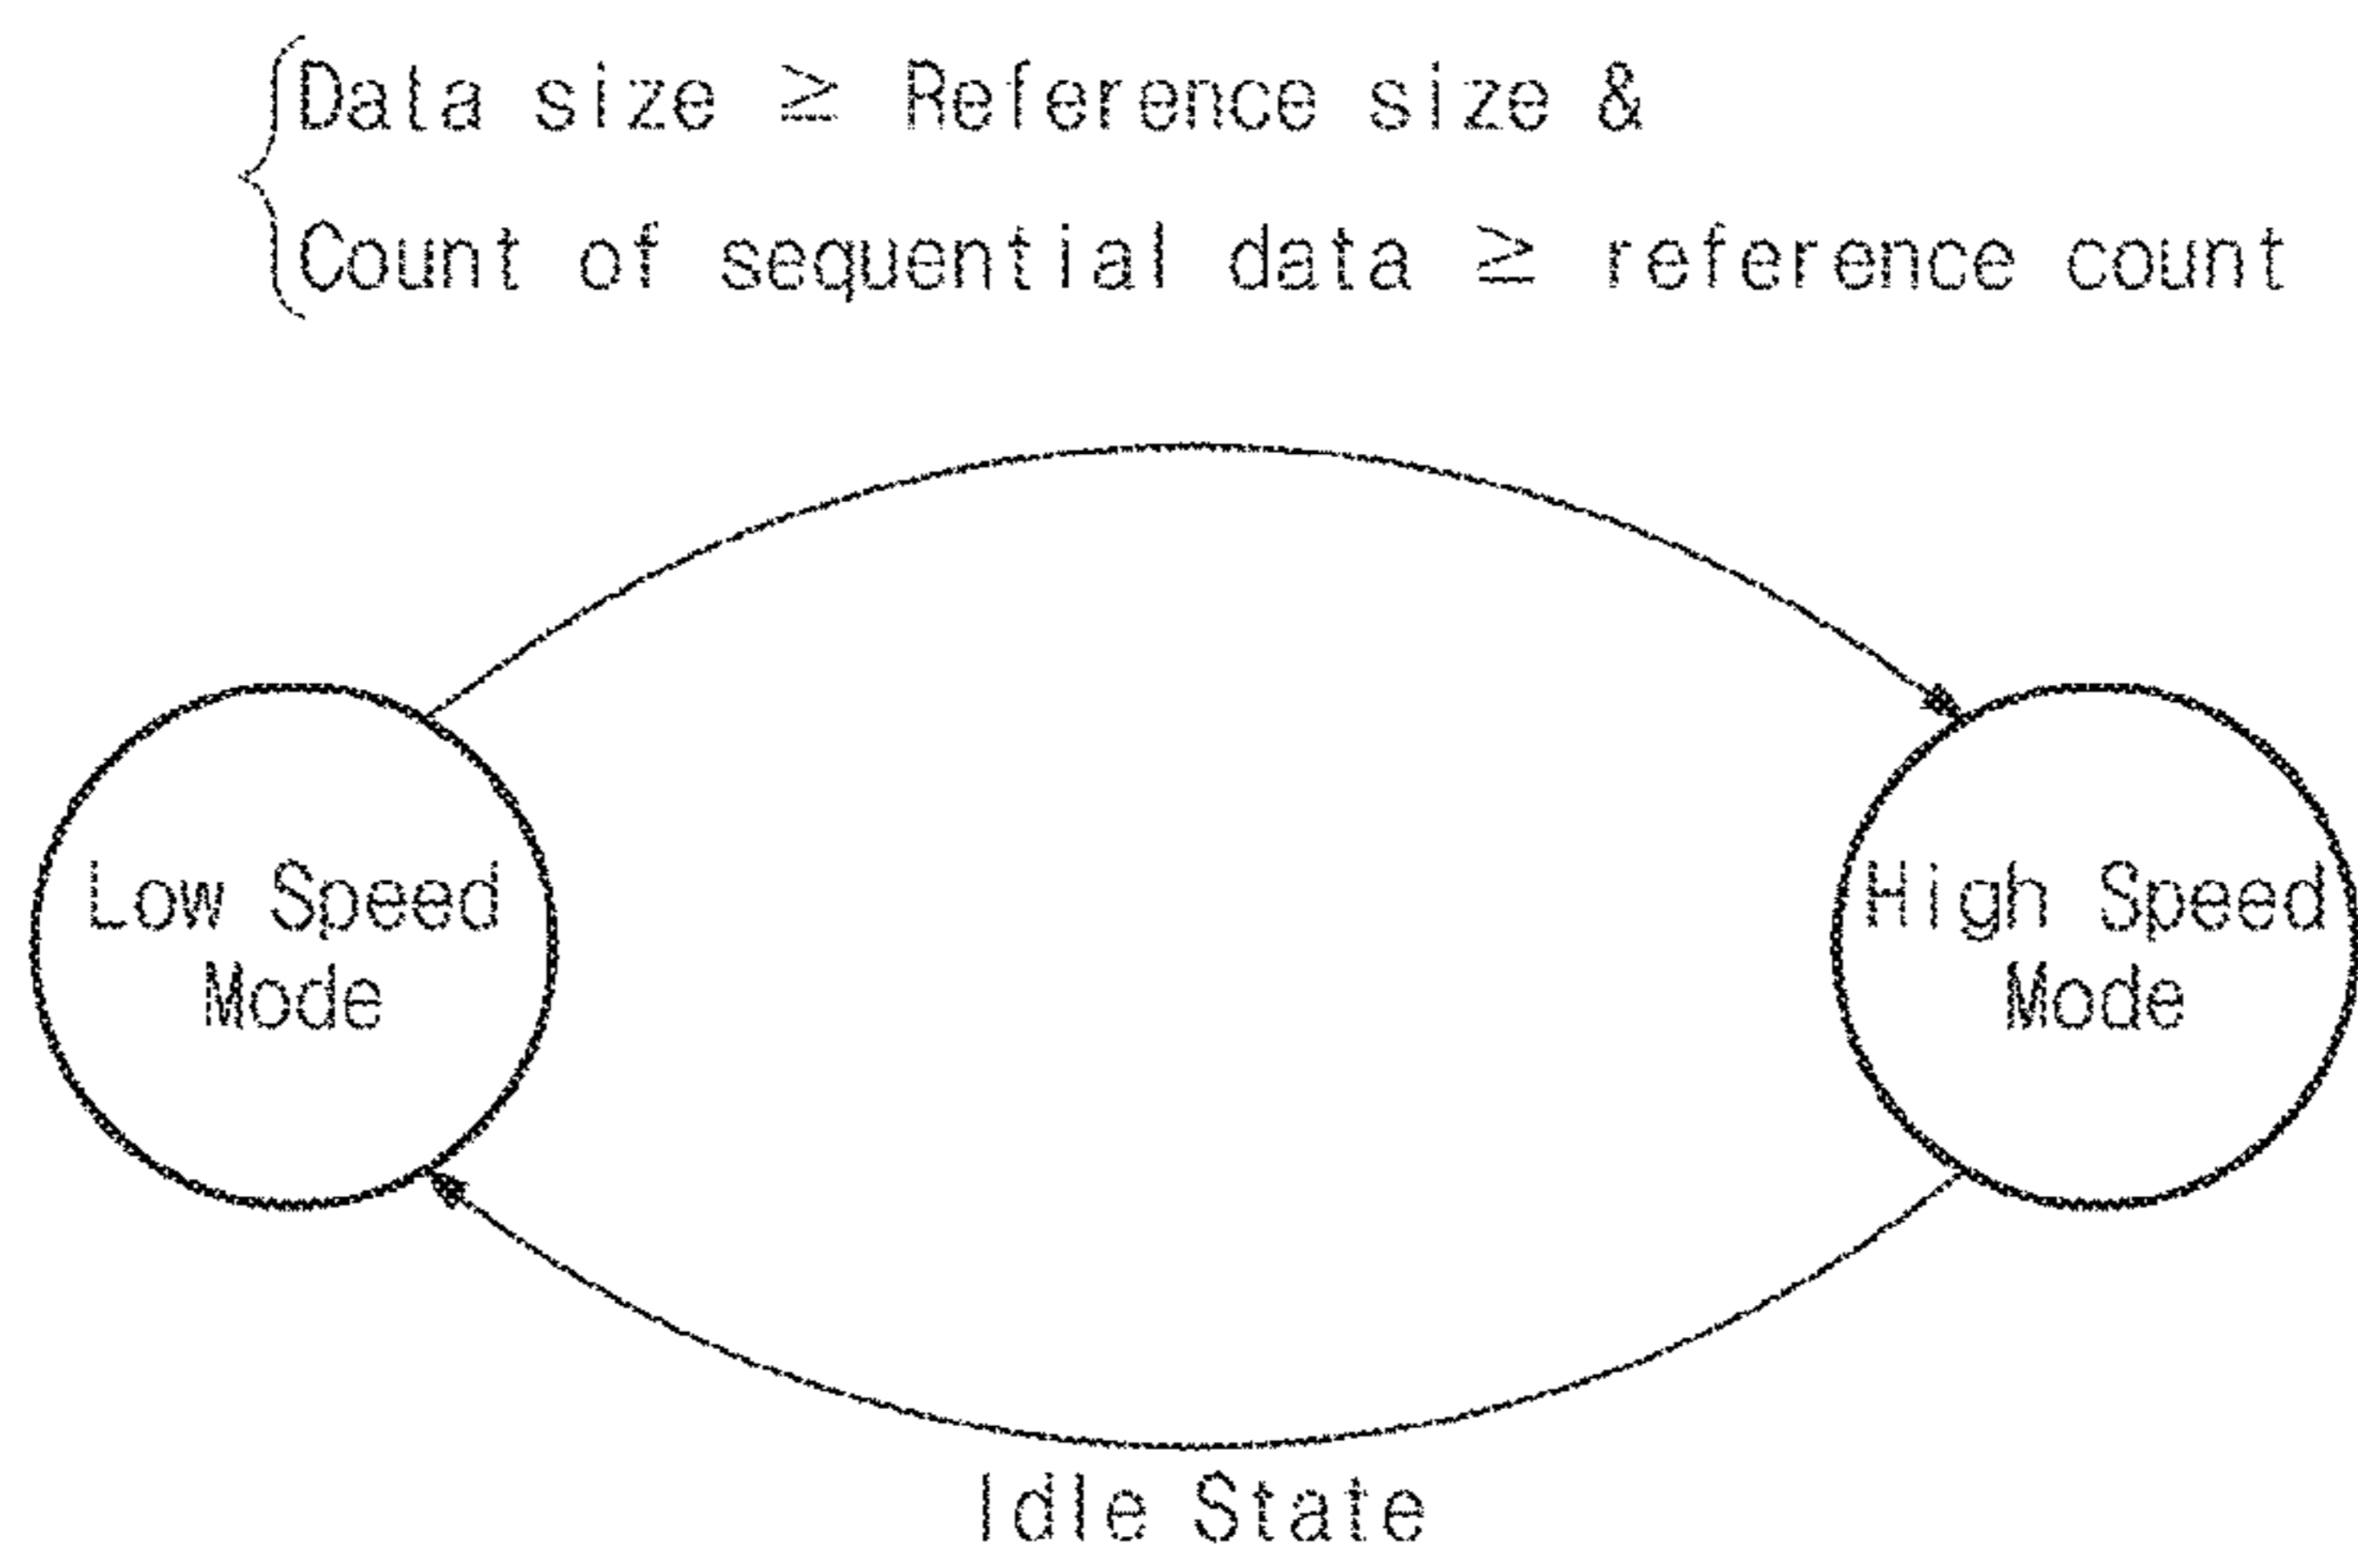 Data size ≥ Reference size &
Count of sequential data ≥ reference count
Low Speed
Mode
High Speed
Mode
Idle State